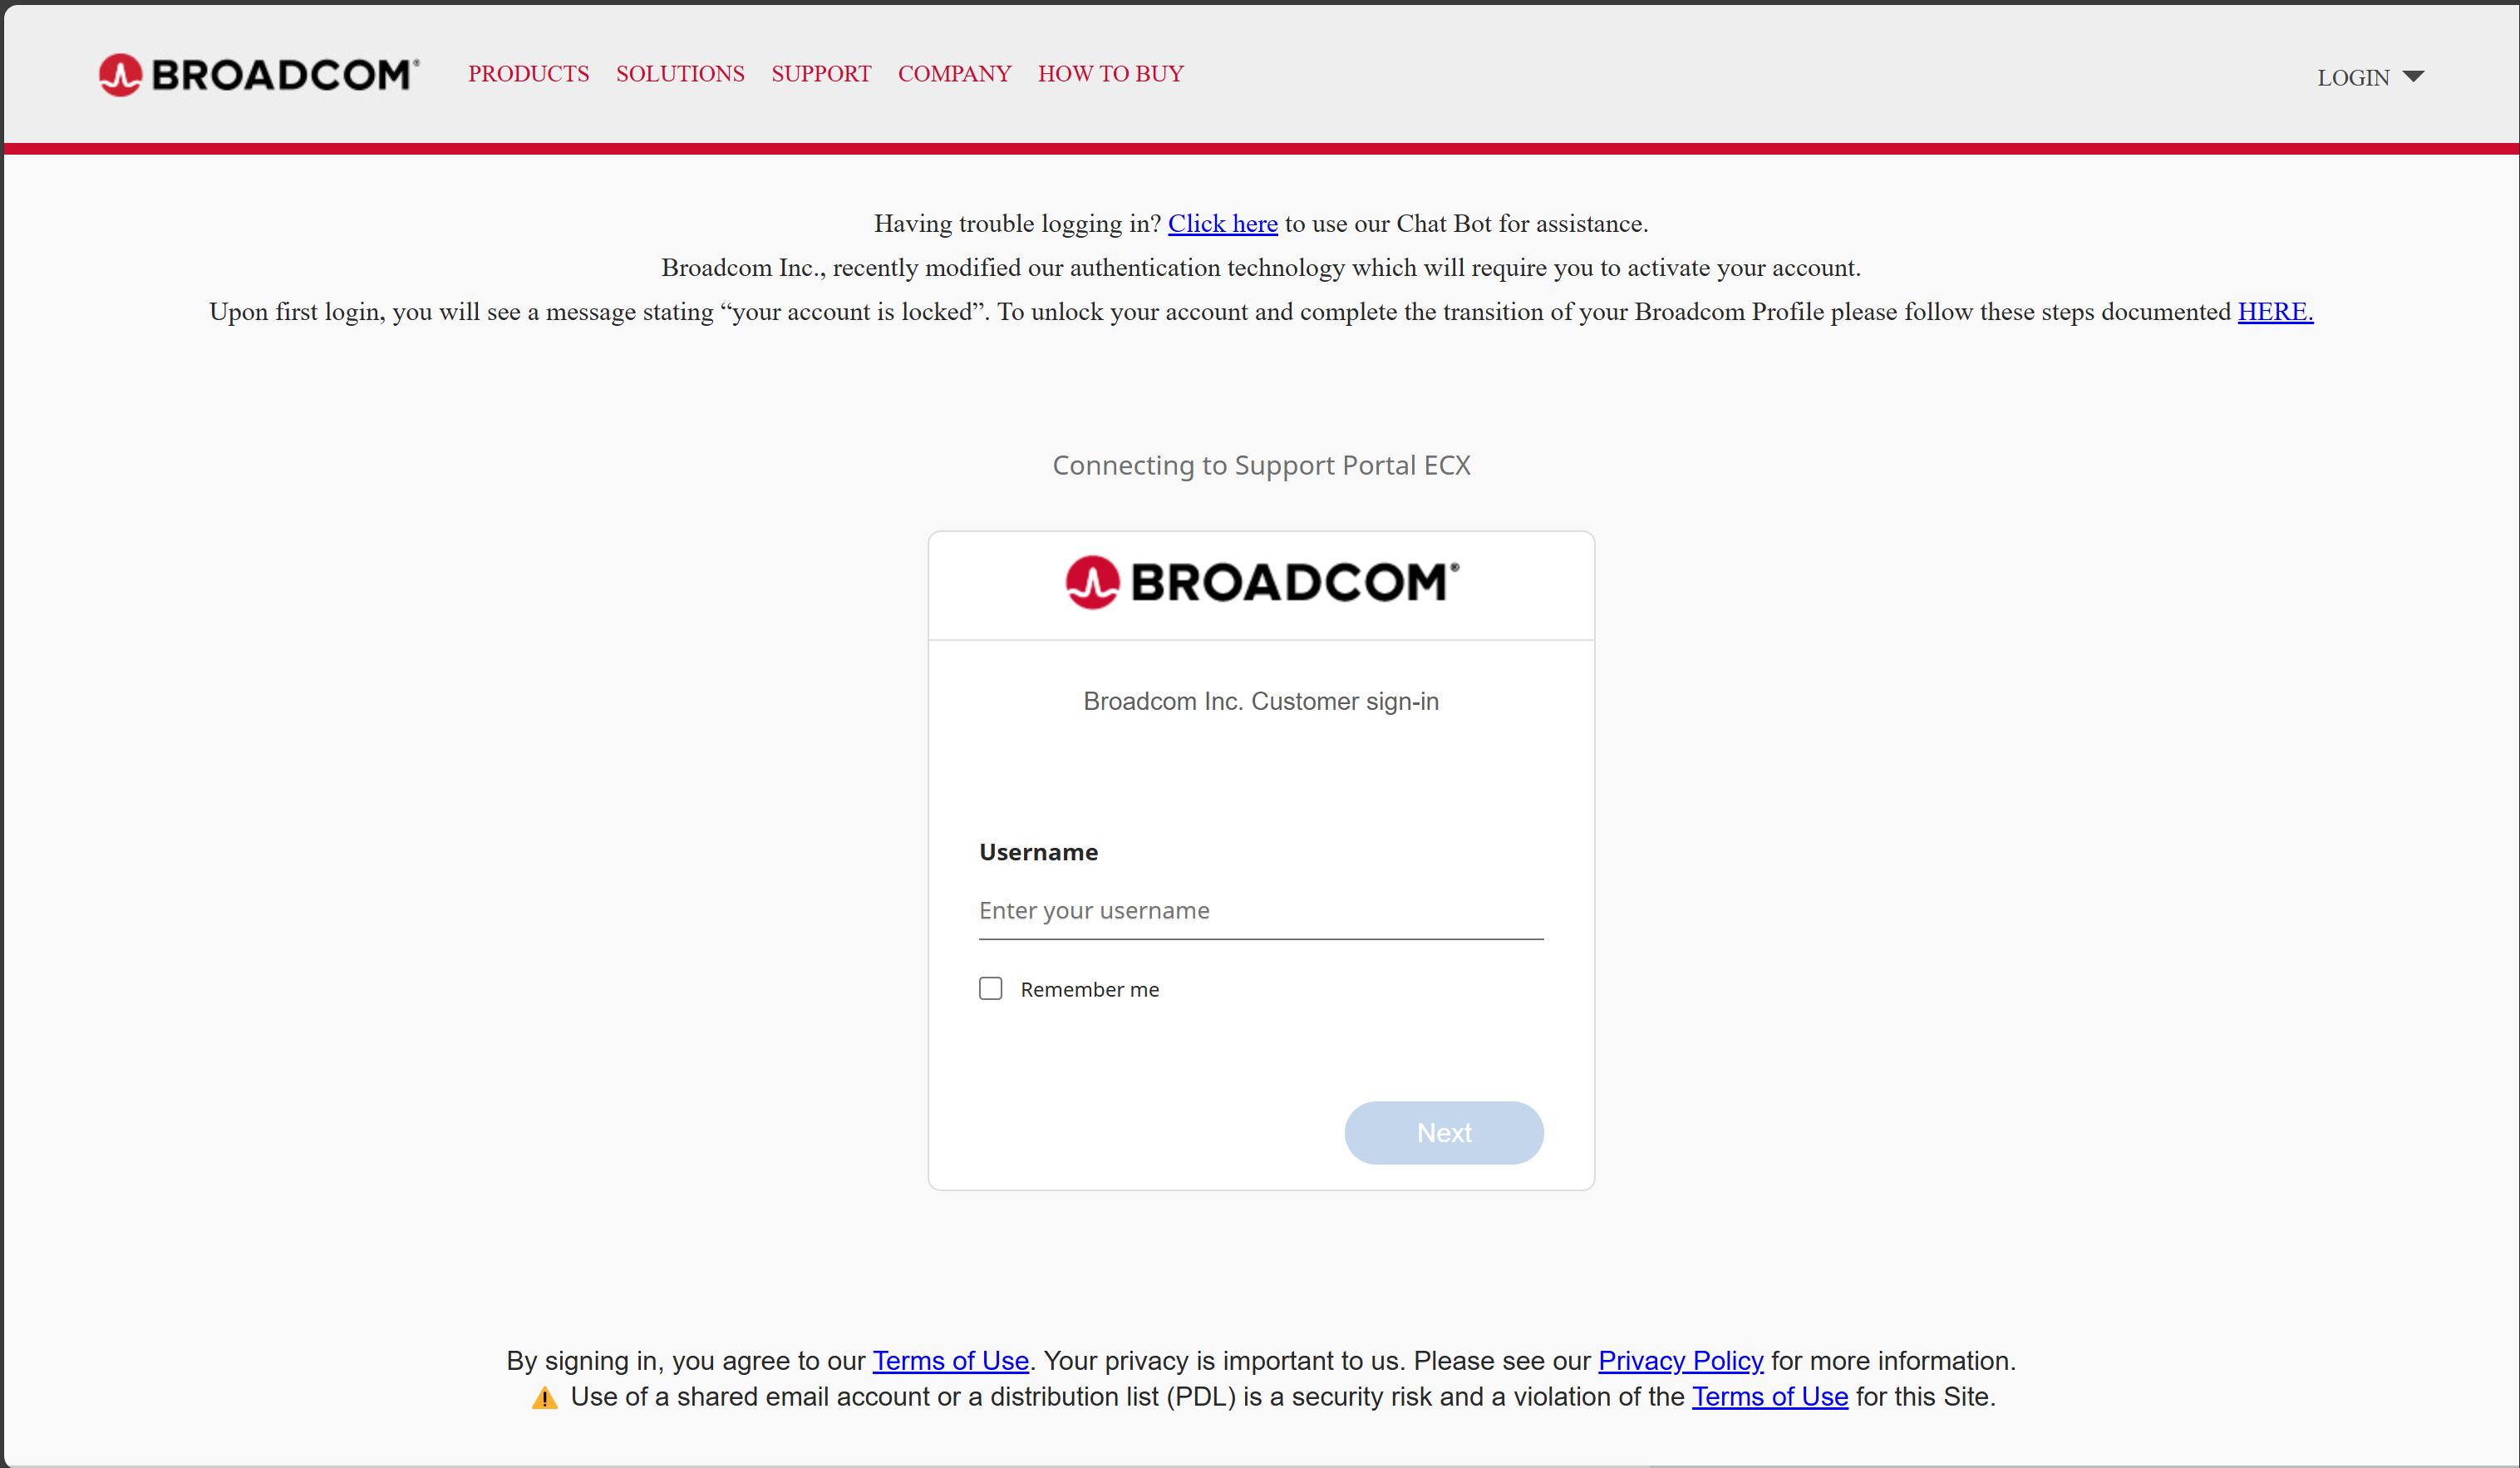 BROADCOM®
PRODUCTS SOLUTIONS SUPPORT COMPANY HOW TO BUY
LOGIN
Having trouble logging in? Click here to use our Chat Bot for assistance.
Broadcom Inc., recently modified our authentication technology which will require you to activate your account.
Upon first login, you will see a message stating “your account is locked”. To unlock your account and complete the transition of your Broadcom Profile please follow these steps documented HERE.
Connecting to Support Portal ECX
BROADCOM®
Broadcom Inc. Customer sign-in
Username
Enter your username
Remember me
Next
By signing in, you agree to our Terms of Use. Your privacy is important to us. Please see our Privacy Policy for more information.
⚠ Use of a shared email account or a distribution list (PDL) is a security risk and a violation of the Terms of Use for this Site.